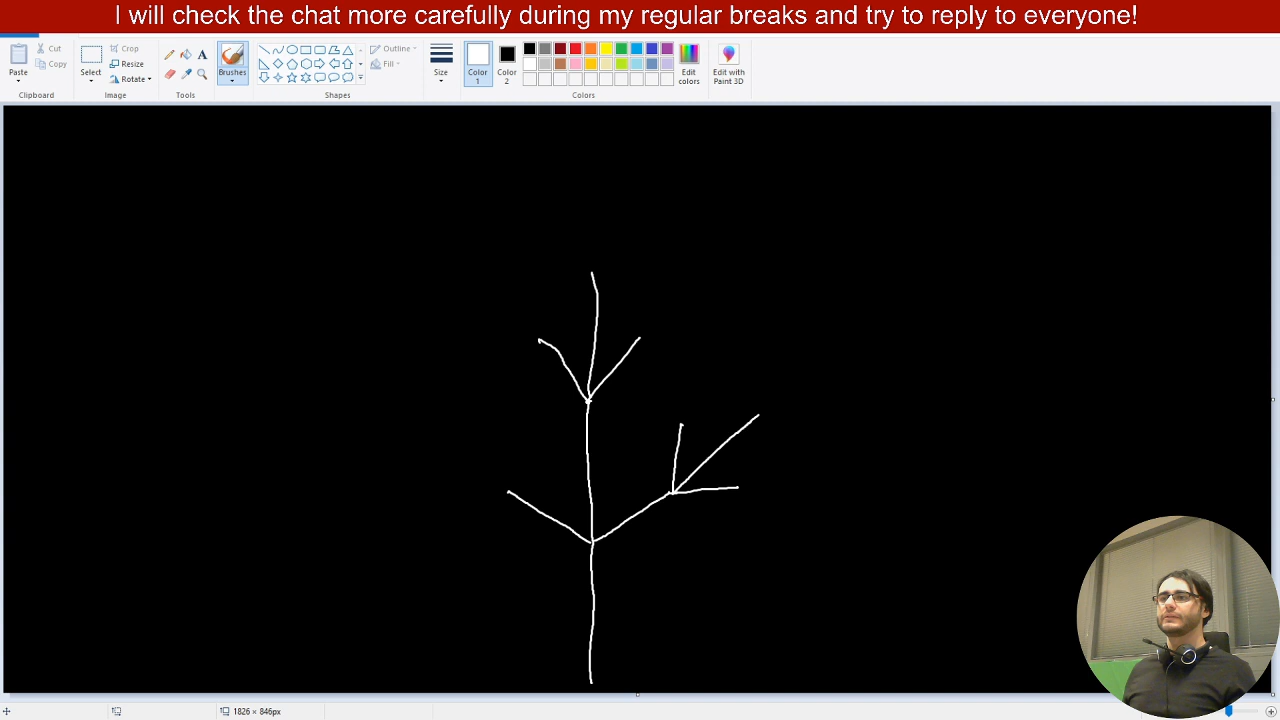 I will check the chat more carefully during my regular breaks and try to reply to everyone!
Paste
Cut
Copy
Clipboard
Select
Crop
Resize
Rotate
Image
A
Tools
Brushes
Shapes
Outline
Fill
Size
Color 1
Color 2
Colors
Edit colors
Edit with Paint 3D
1826 × 846px